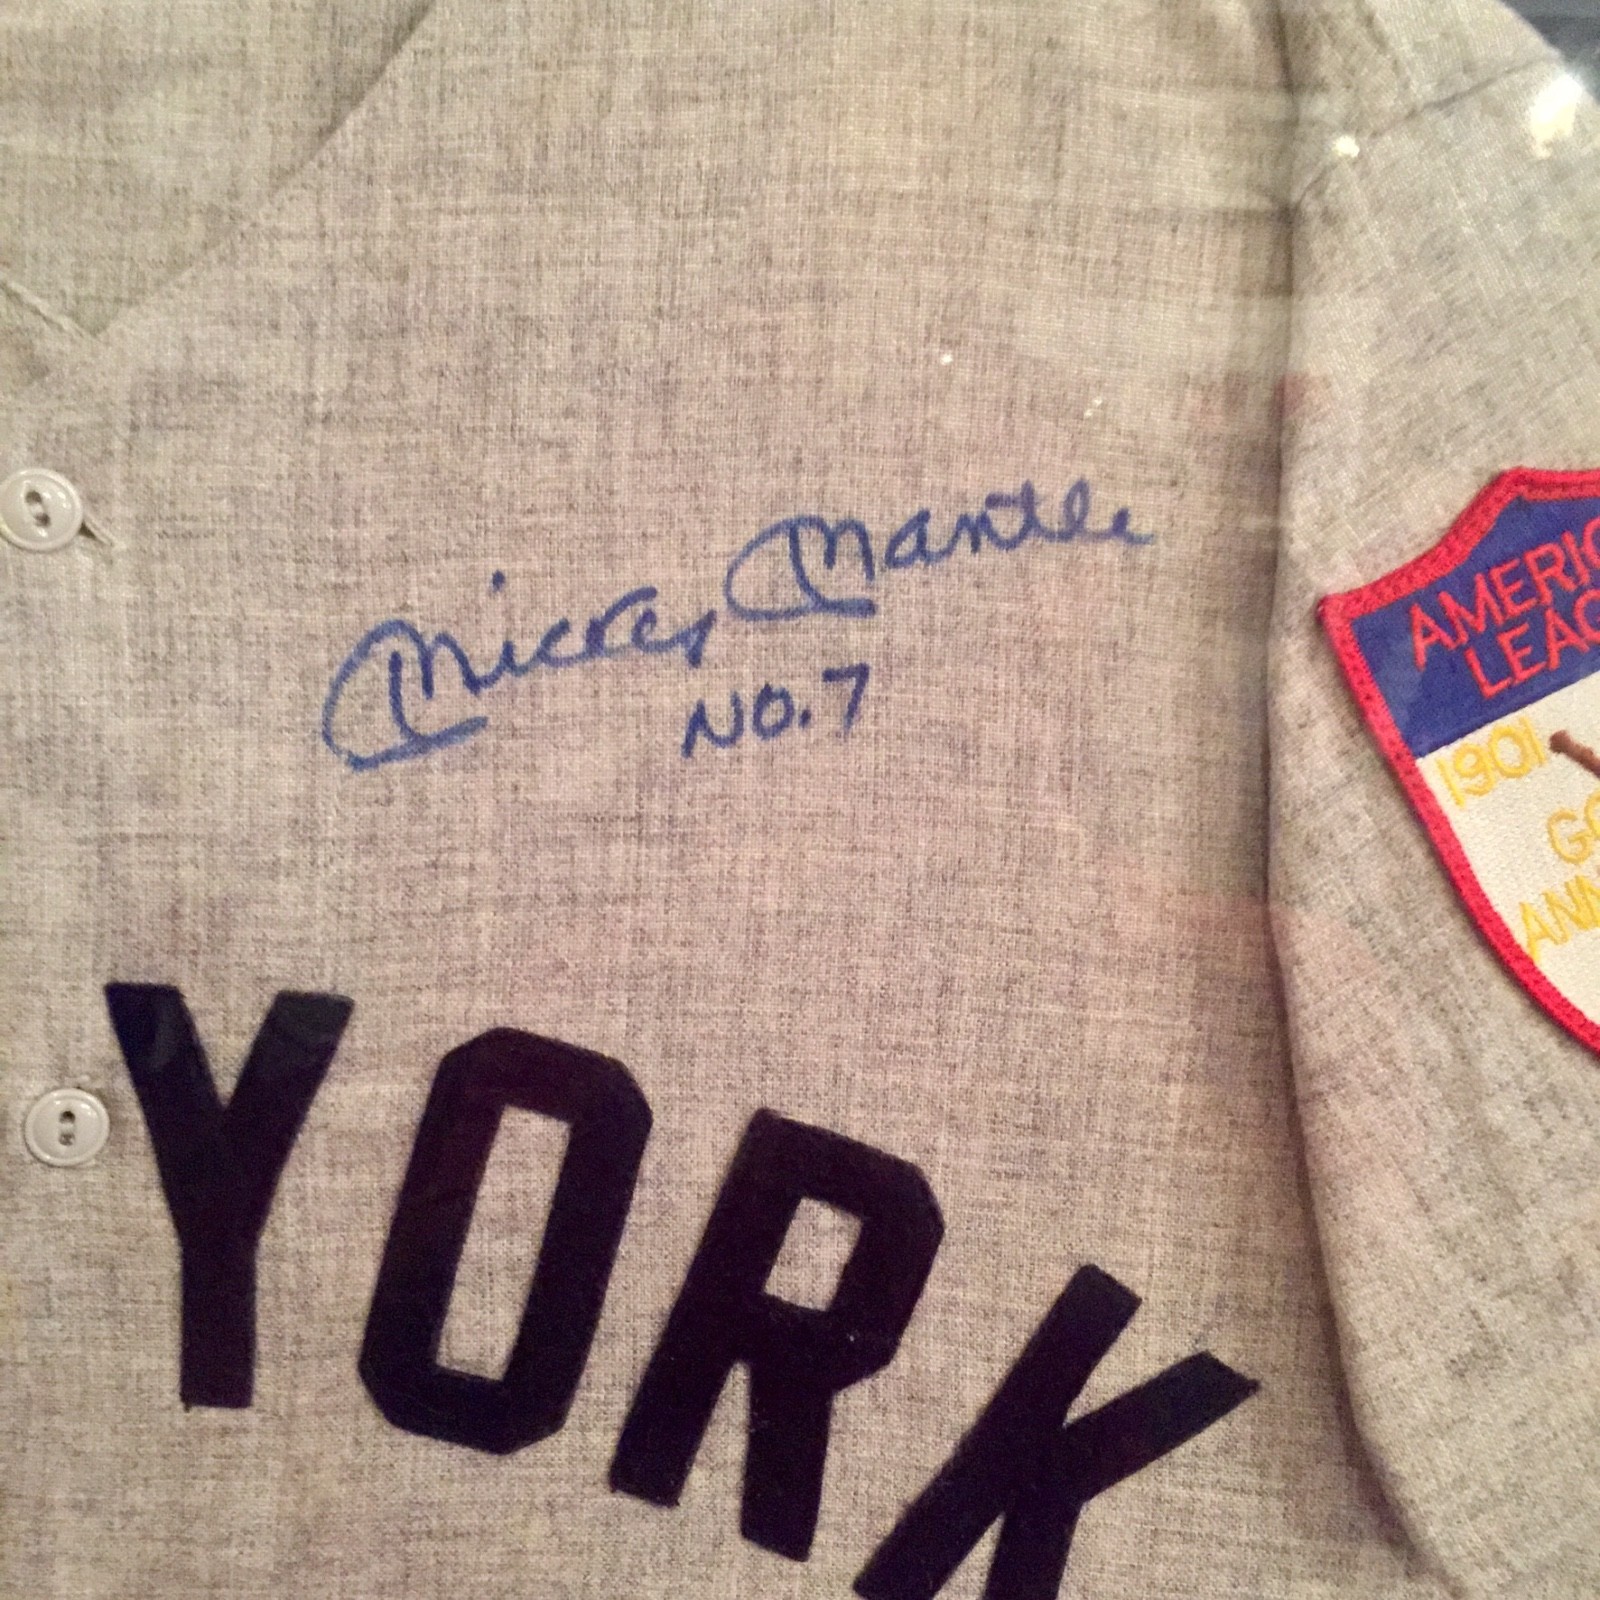 Mickey Mantle
No. 7
YORK
AMERIC
LEAG
1901
GO
ANN